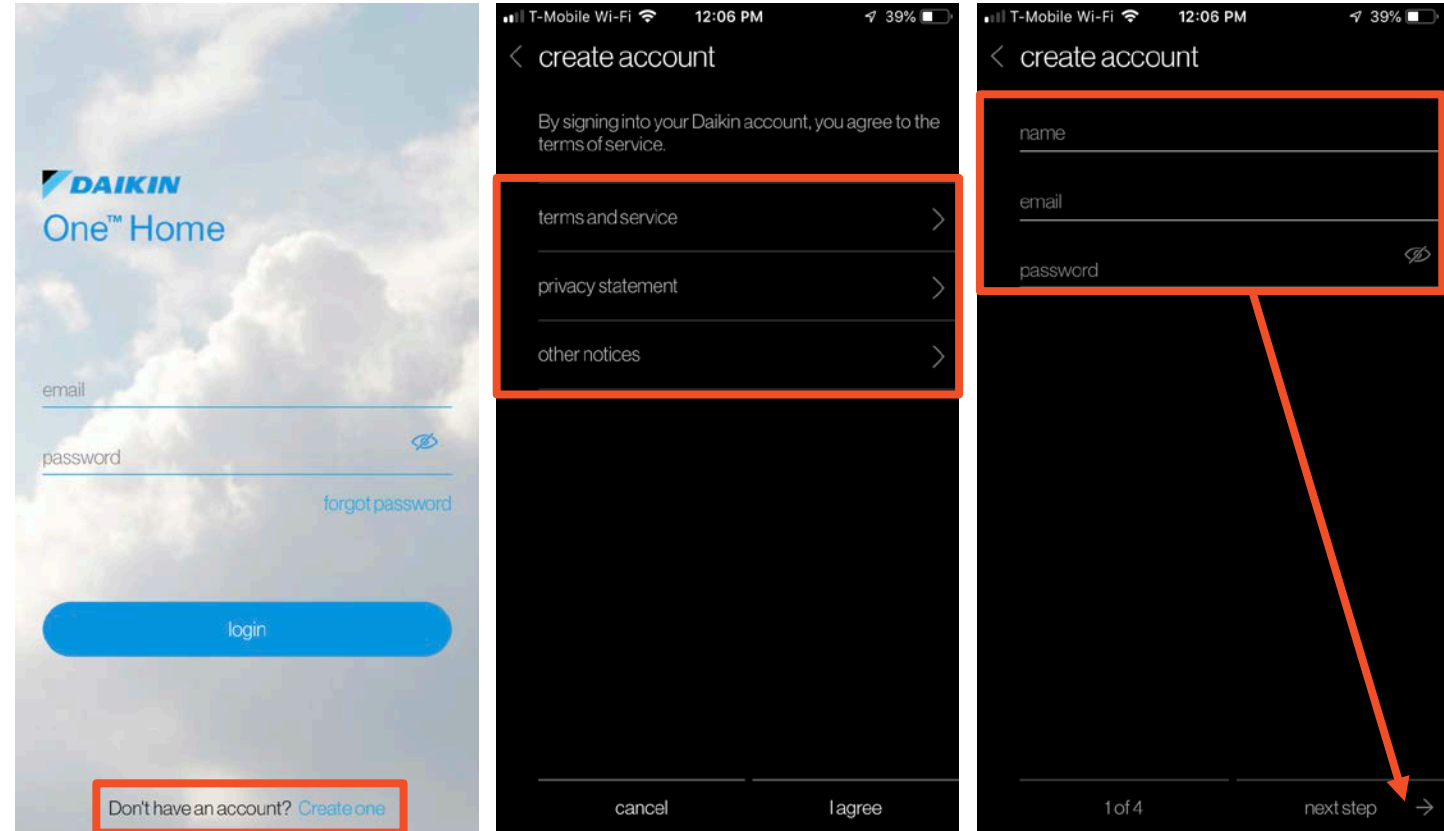 DAIKIN
One™ Home
email
password
forgot password
login
Don't have an account? Create one
T-Mobile Wi-Fi 12:06 PM 39%
create account
By signing into your Daikin account, you agree to the
terms of service.
terms and service
privacy statement
other notices
cancel I agree
T-Mobile Wi-Fi 12:06 PM 39%
create account
name
email
password
1 of 4 next step